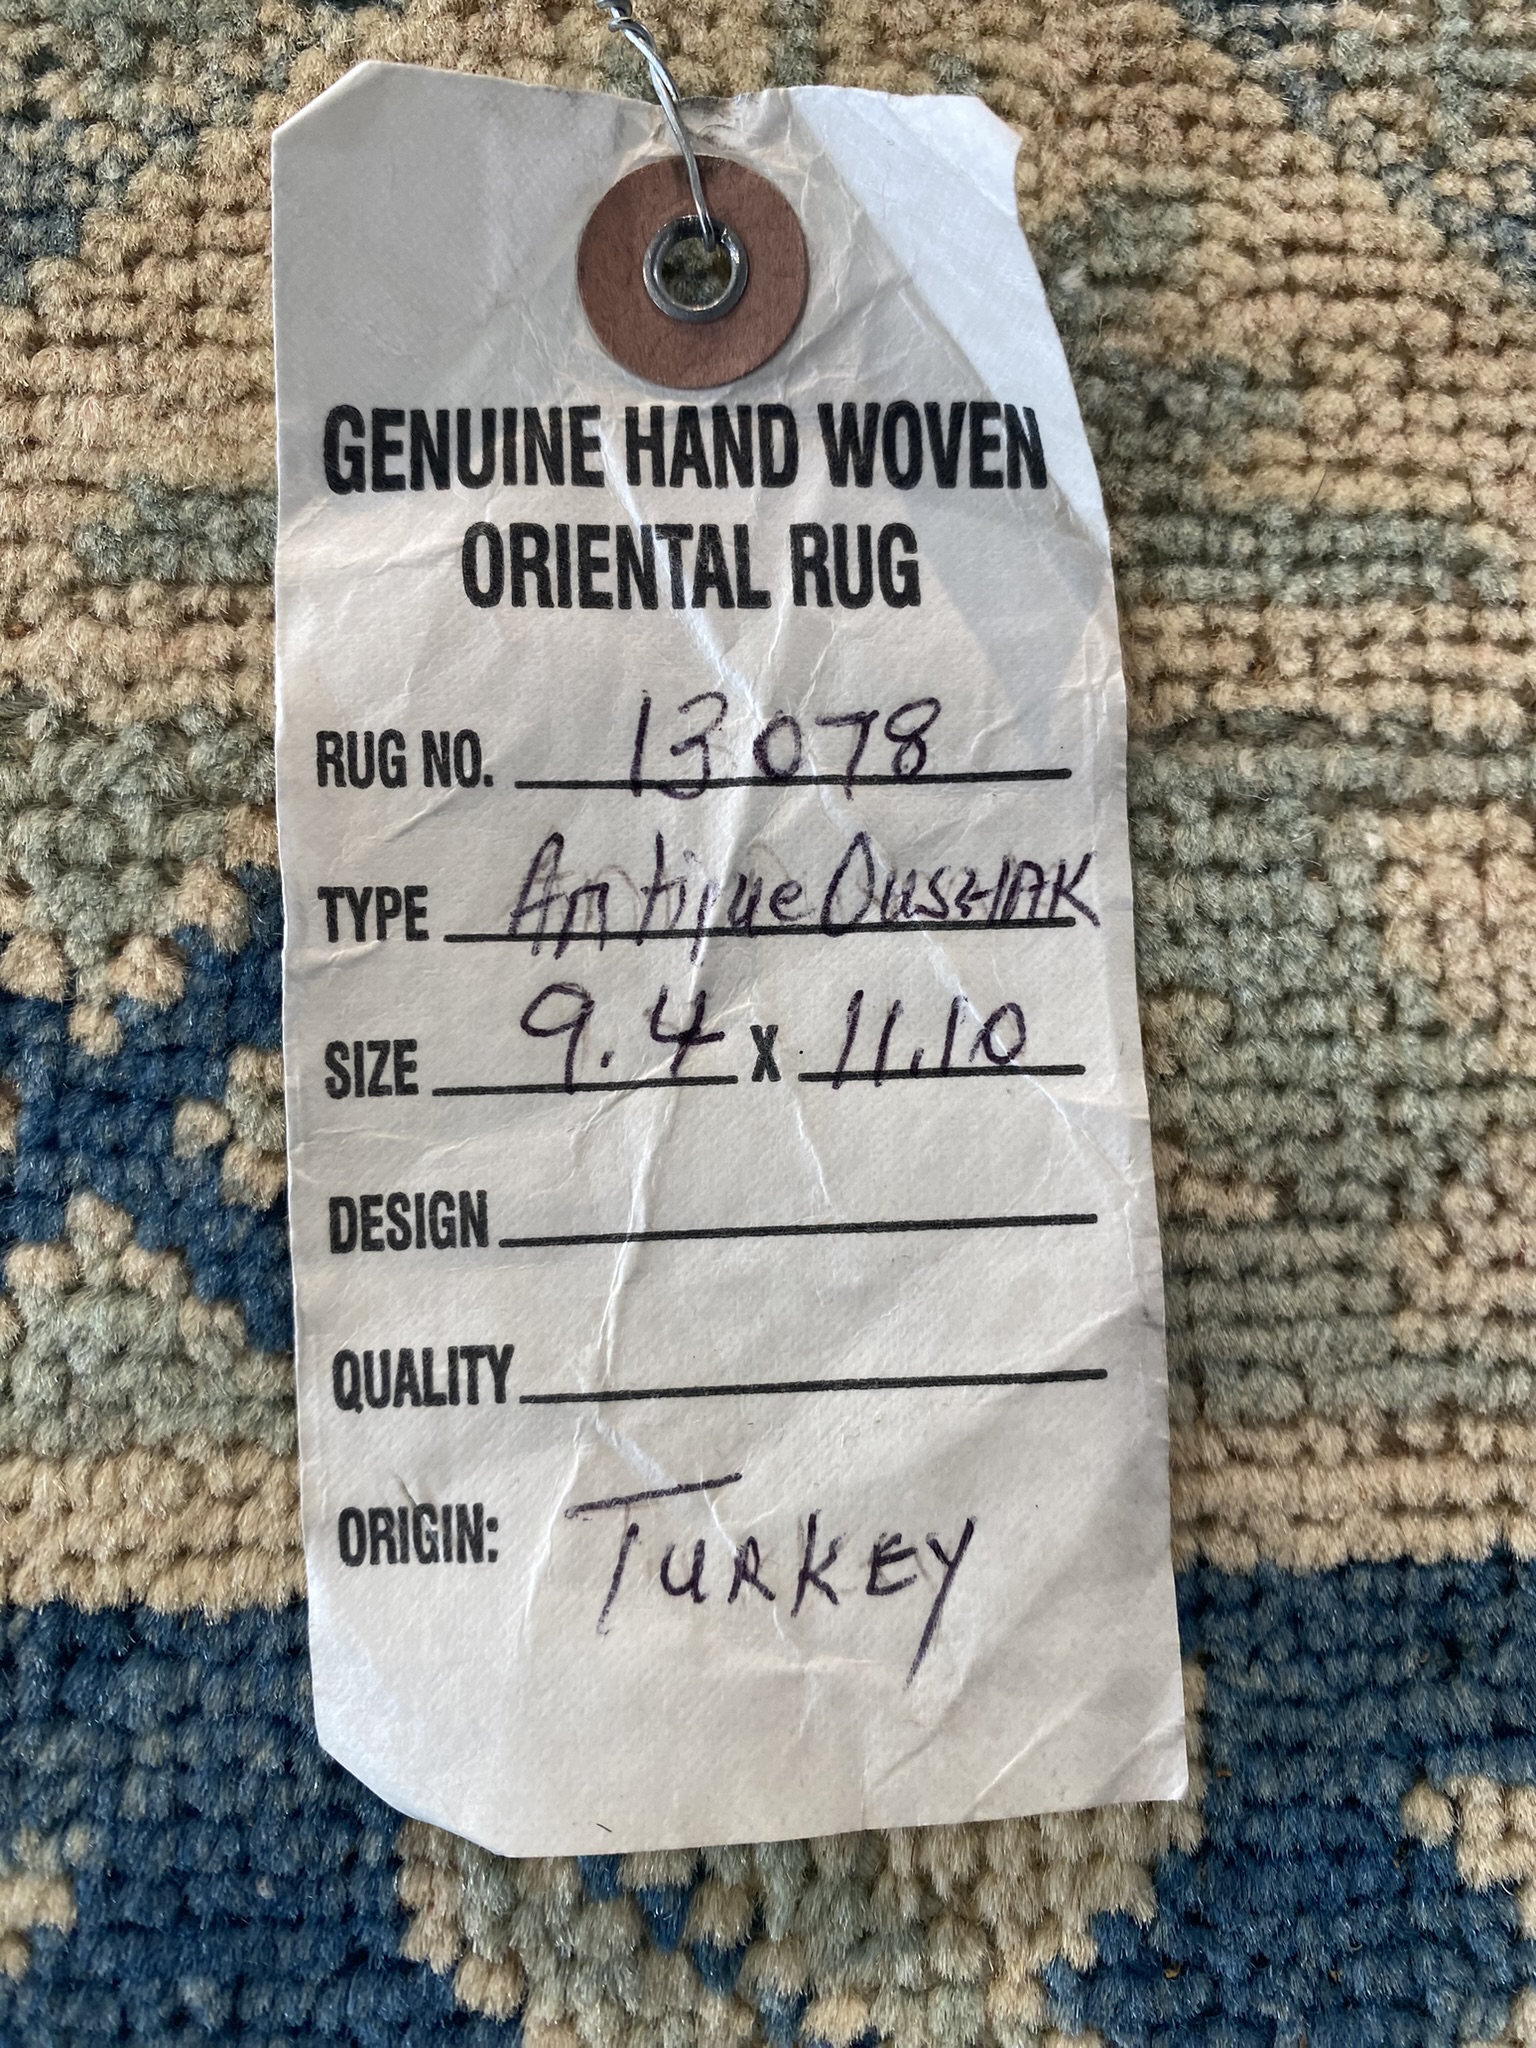 GENUINE HAND WOVEN
ORIENTAL RUG
RUG NO. 13078
TYPE Antique OusHAK
SIZE 9.4 X 11.10
DESIGN
QUALITY
ORIGIN: TURKEY